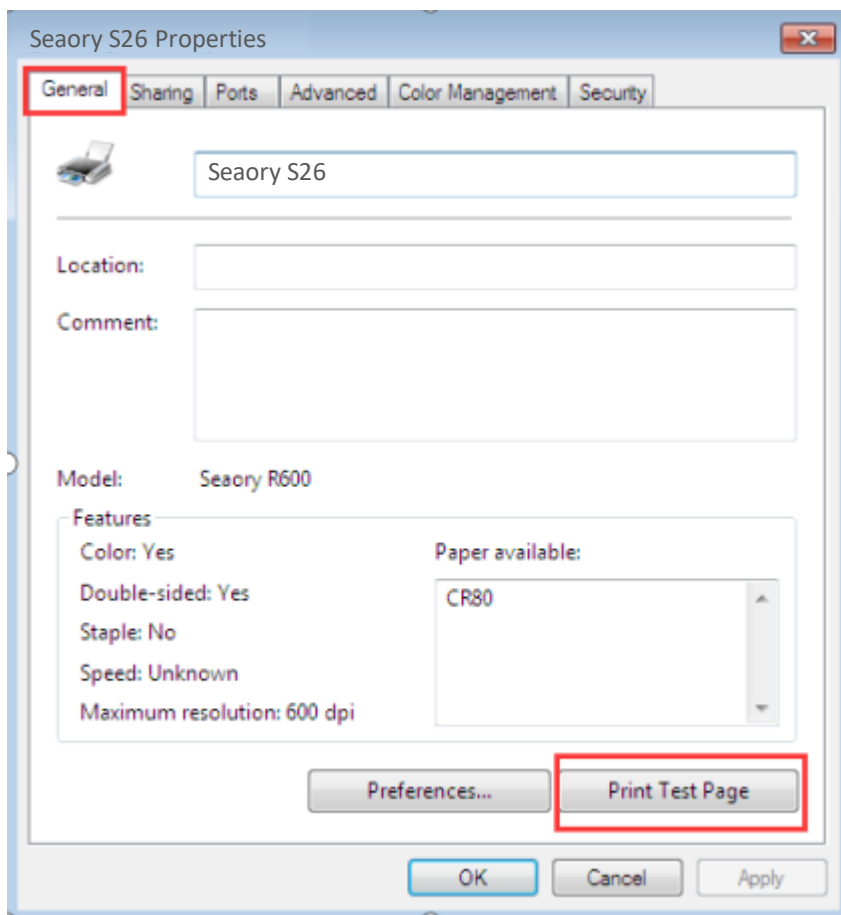 Seaory S26 Properties
General Sharing Ports Advanced Color Management Security
Seaory S26
Location:
Comment:
Model: Seaory R600
Features
Color: Yes Paper available:
Double-sided: Yes CR80
Staple: No
Speed: Unknown
Maximum resolution: 600 dpi
Preferences... Print Test Page
OK Cancel Apply